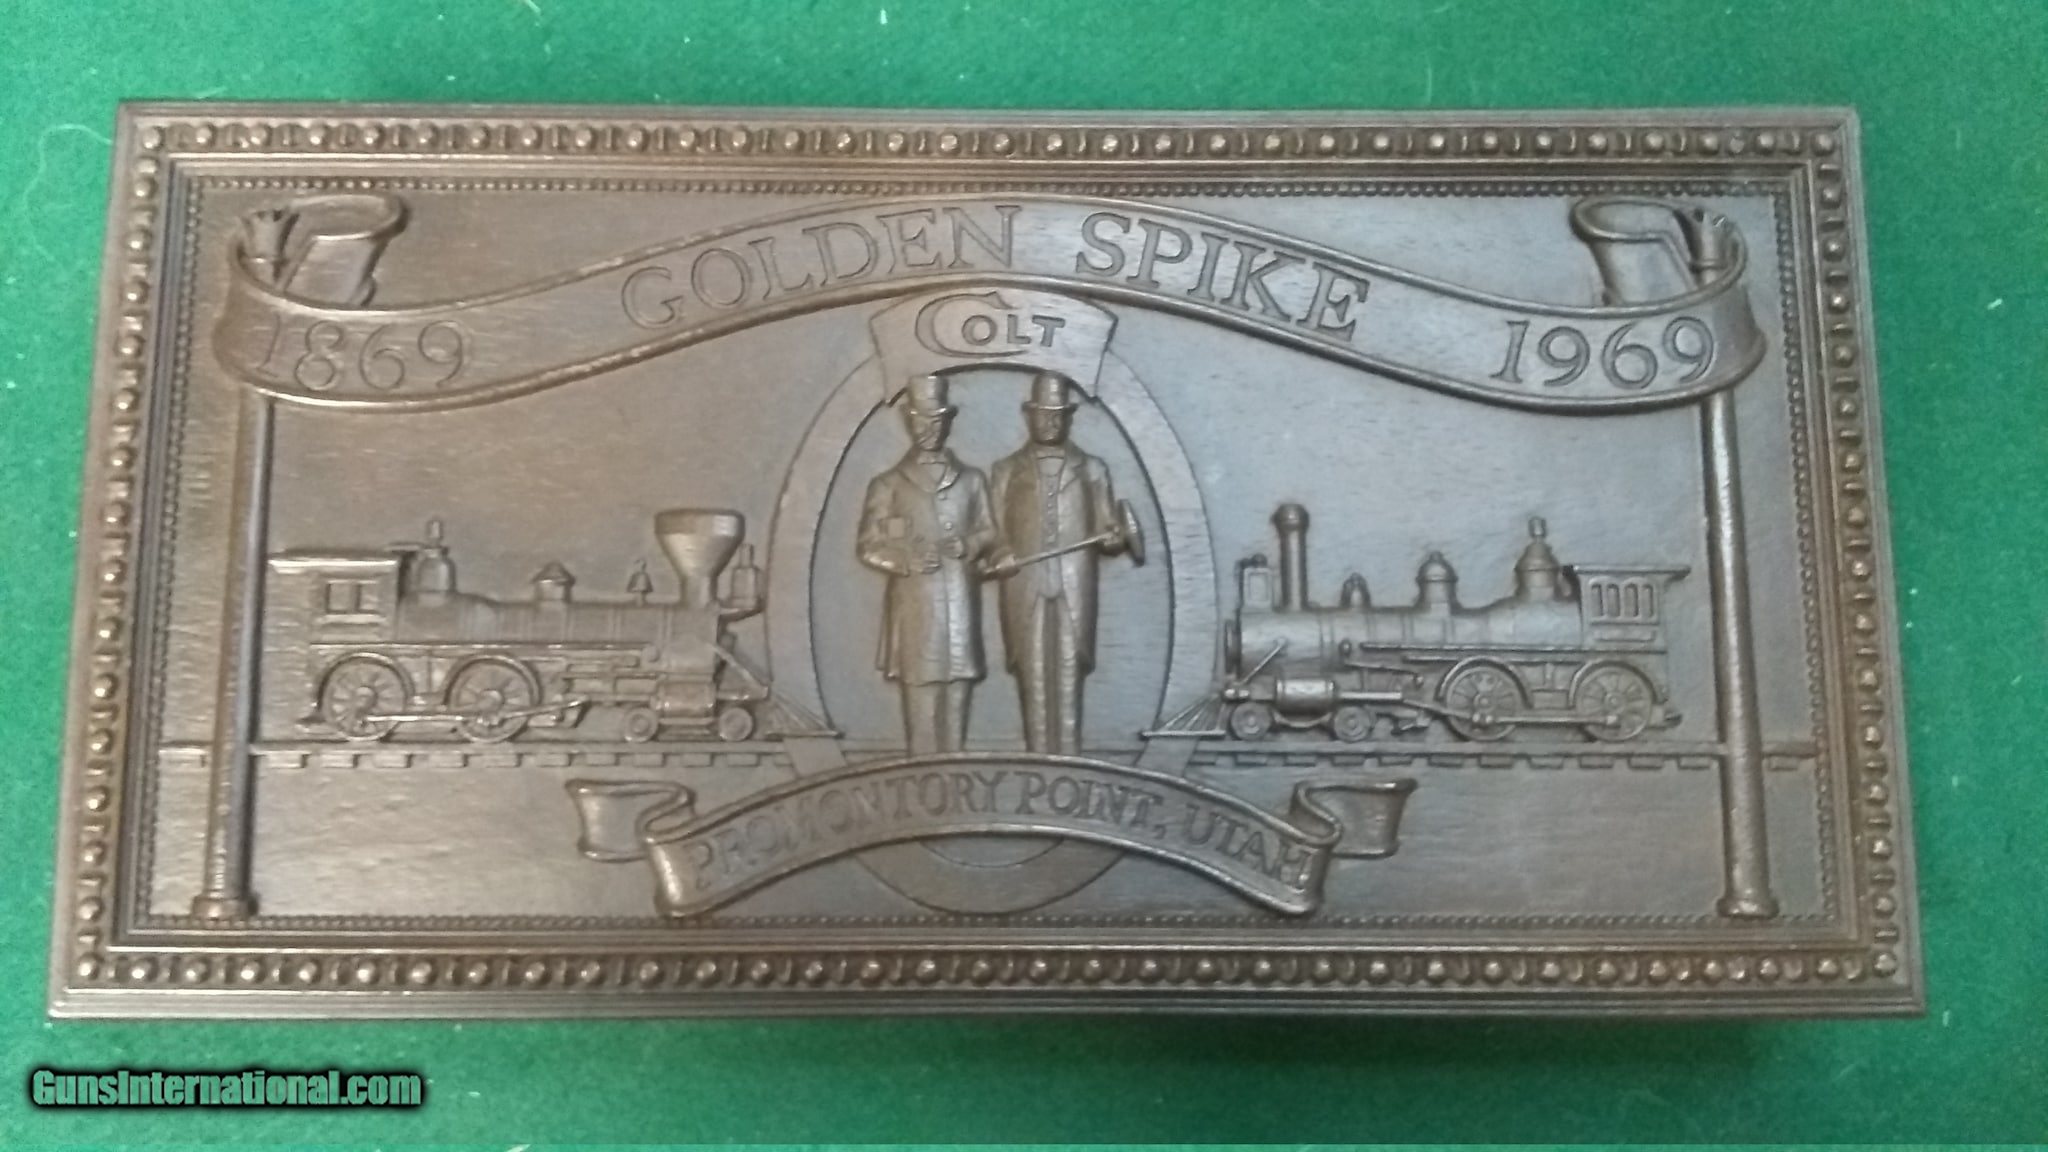 1869 GOLDEN SPIKE 1969
COLT
PROMONTORY POINT, UTAH
GunsInternational.com